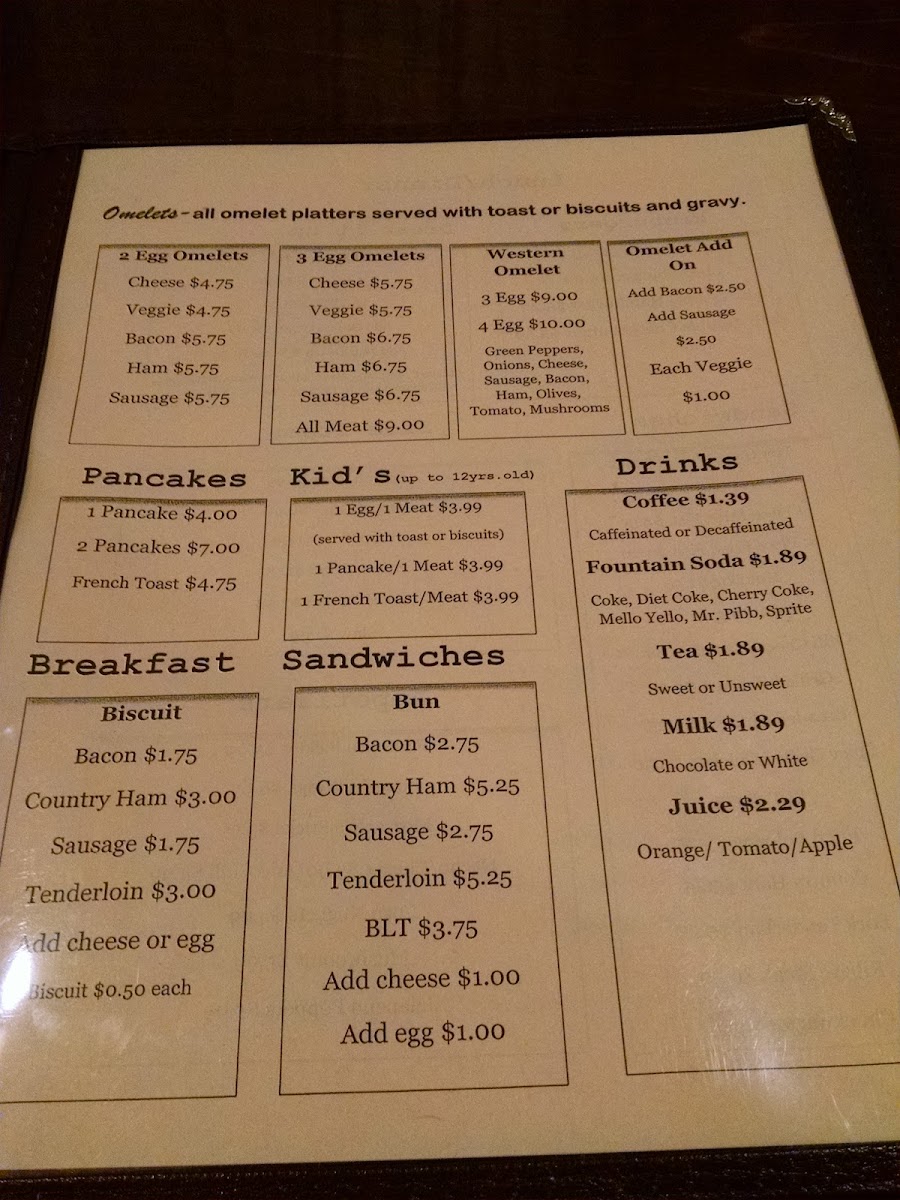 Omelets - all omelet platters served with toast or biscuits and gravy.
2 Egg Omelets
Cheese $4.75
Veggie $4.75
Bacon $5.75
Ham $5.75
Sausage $5.75
3 Egg Omelets
Cheese $5.75
Veggie $5.75
Bacon $6.75
Ham $6.75
Sausage $6.75
All Meat $9.00
Western
Omelet
3 Egg $9.00
4 Egg $10.00
Green Peppers,
Onions, Cheese,
Sausage, Bacon,
Ham, Olives,
Tomato, Mushrooms
Omelet Add
On
Add Bacon $2.50
Add Sausage
$2.50
Each Veggie
$1.00
Pancakes
1 Pancake $4.00
2 Pancakes $7.00
French Toast $4.75
Kid's (up to 12yrs.old)
1 Egg/1 Meat $3.99
(served with toast or biscuits)
1 Pancake/1 Meat $3.99
1 French Toast/Meat $3.99
Drinks
Coffee $1.39
Caffeinated or Decaffeinated
Fountain Soda $1.89
Coke, Diet Coke, Cherry Coke,
Mello Yello, Mr. Pibb, Sprite
Tea $1.89
Sweet or Unsweet
Milk $1.89
Chocolate or White
Juice $2.29
Orange/ Tomato/Apple
Breakfast Sandwiches
Biscuit
Bacon $1.75
Country Ham $3.00
Sausage $1.75
Tenderloin $3.00
Add cheese or egg
Biscuit $0.50 each
Bun
Bacon $2.75
Country Ham $5.25
Sausage $2.75
Tenderloin $5.25
BLT $3.75
Add cheese $1.00
Add egg $1.00